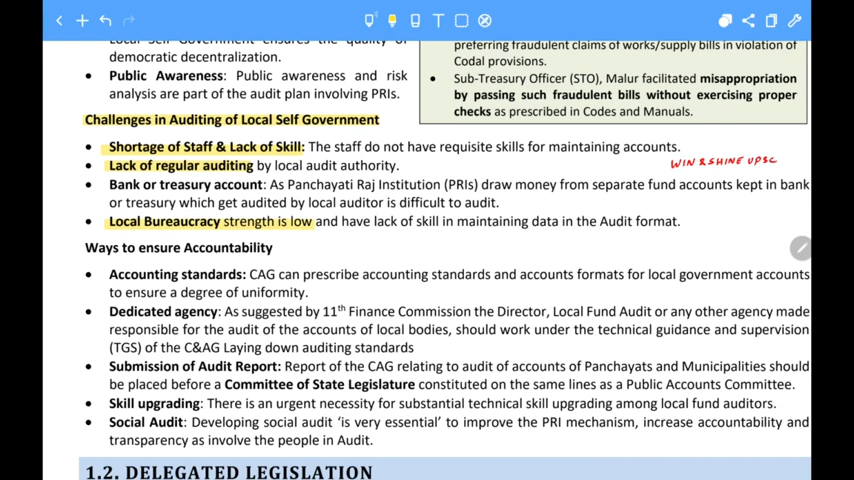 Local Self Government ensures the quality of
democratic decentralization.
• Public Awareness: Public awareness and risk
analysis are part of the audit plan involving PRIs.
preferring fraudulent claims of works/supply bills in violation of
Codal provisions.
• Sub-Treasury Officer (STO), Malur facilitated misappropriation
by passing such fraudulent bills without exercising proper
checks as prescribed in Codes and Manuals.
Challenges in Auditing of Local Self Government
• Shortage of Staff & Lack of Skill: The staff do not have requisite skills for maintaining accounts.
WIN & SHINE UPSC
• Lack of regular auditing by local audit authority.
• Bank or treasury account: As Panchayati Raj Institution (PRIs) draw money from separate fund accounts kept in bank
or treasury which get audited by local auditor is difficult to audit.
• Local Bureaucracy strength is low and have lack of skill in maintaining data in the Audit format.
Ways to ensure Accountability
• Accounting standards: CAG can prescribe accounting standards and accounts formats for local government accounts
to ensure a degree of uniformity.
• Dedicated agency: As suggested by 11th Finance Commission the Director, Local Fund Audit or any other agency made
responsible for the audit of the accounts of local bodies, should work under the technical guidance and supervision
(TGS) of the C&AG Laying down auditing standards
• Submission of Audit Report: Report of the CAG relating to audit of accounts of Panchayats and Municipalities should
be placed before a Committee of State Legislature constituted on the same lines as a Public Accounts Committee.
• Skill upgrading: There is an urgent necessity for substantial technical skill upgrading among local fund auditors.
• Social Audit: Developing social audit ‘is very essential’ to improve the PRI mechanism, increase accountability and
transparency as involve the people in Audit.
1.2. DELEGATED LEGISLATION